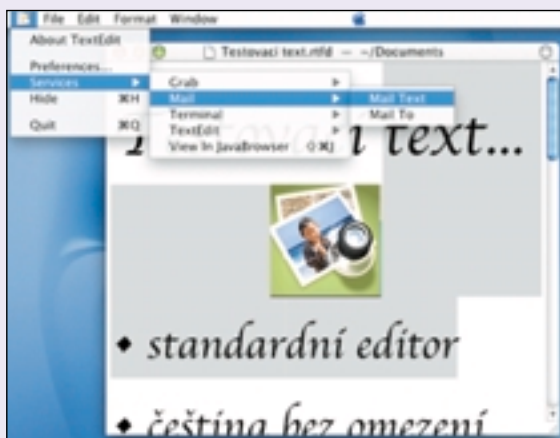 File Edit Format Window
About TextEdit
Preferences...
Services
Hide ⌘H
Quit ⌘Q
Grab
Mail
Terminal
TextEdit
View In JavaBrowser ⇧⌘J
Mail Text
Mail To
Testovaci text.rtfd — ~/Documents
text...
◆ standardní editor
◆ čeština bez omezení